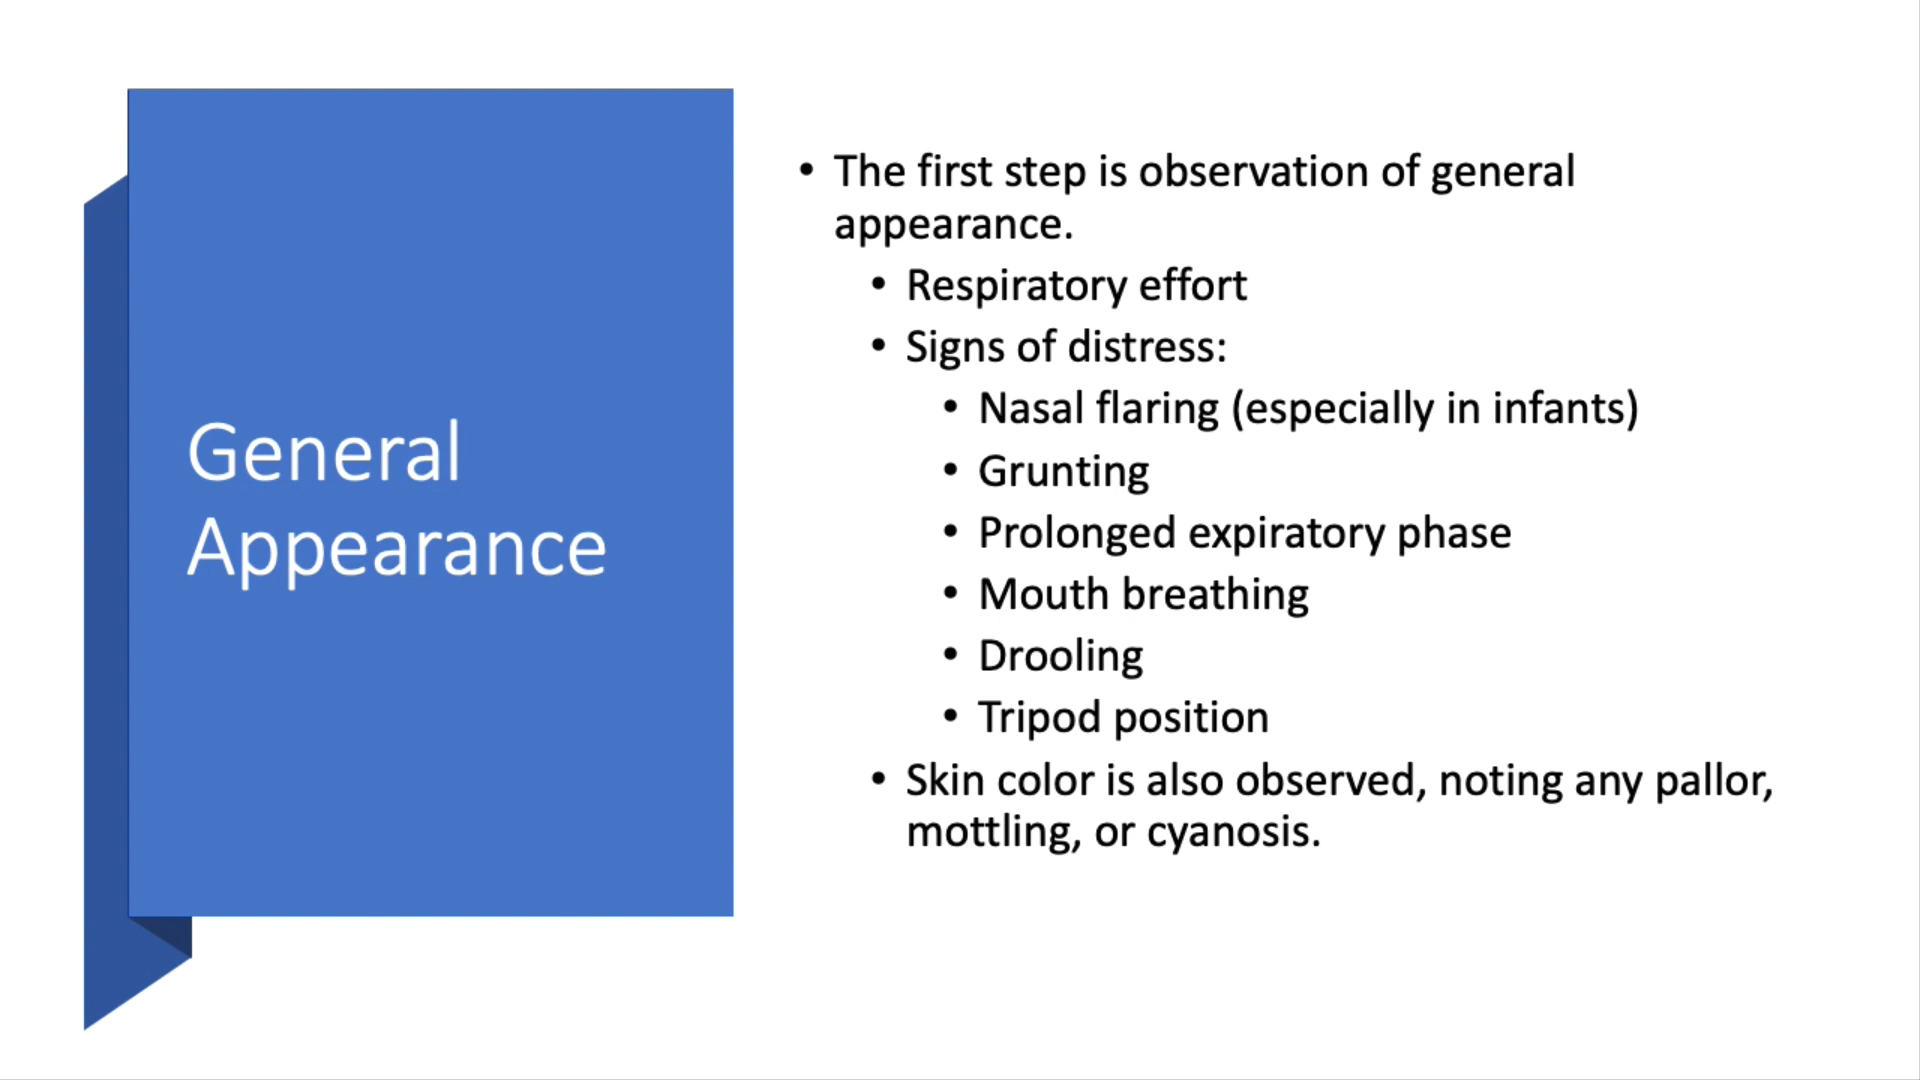 General
Appearance
• The first step is observation of general
appearance.
• Respiratory effort
• Signs of distress:
• Nasal flaring (especially in infants)
• Grunting
• Prolonged expiratory phase
• Mouth breathing
• Drooling
• Tripod position
• Skin color is also observed, noting any pallor,
mottling, or cyanosis.